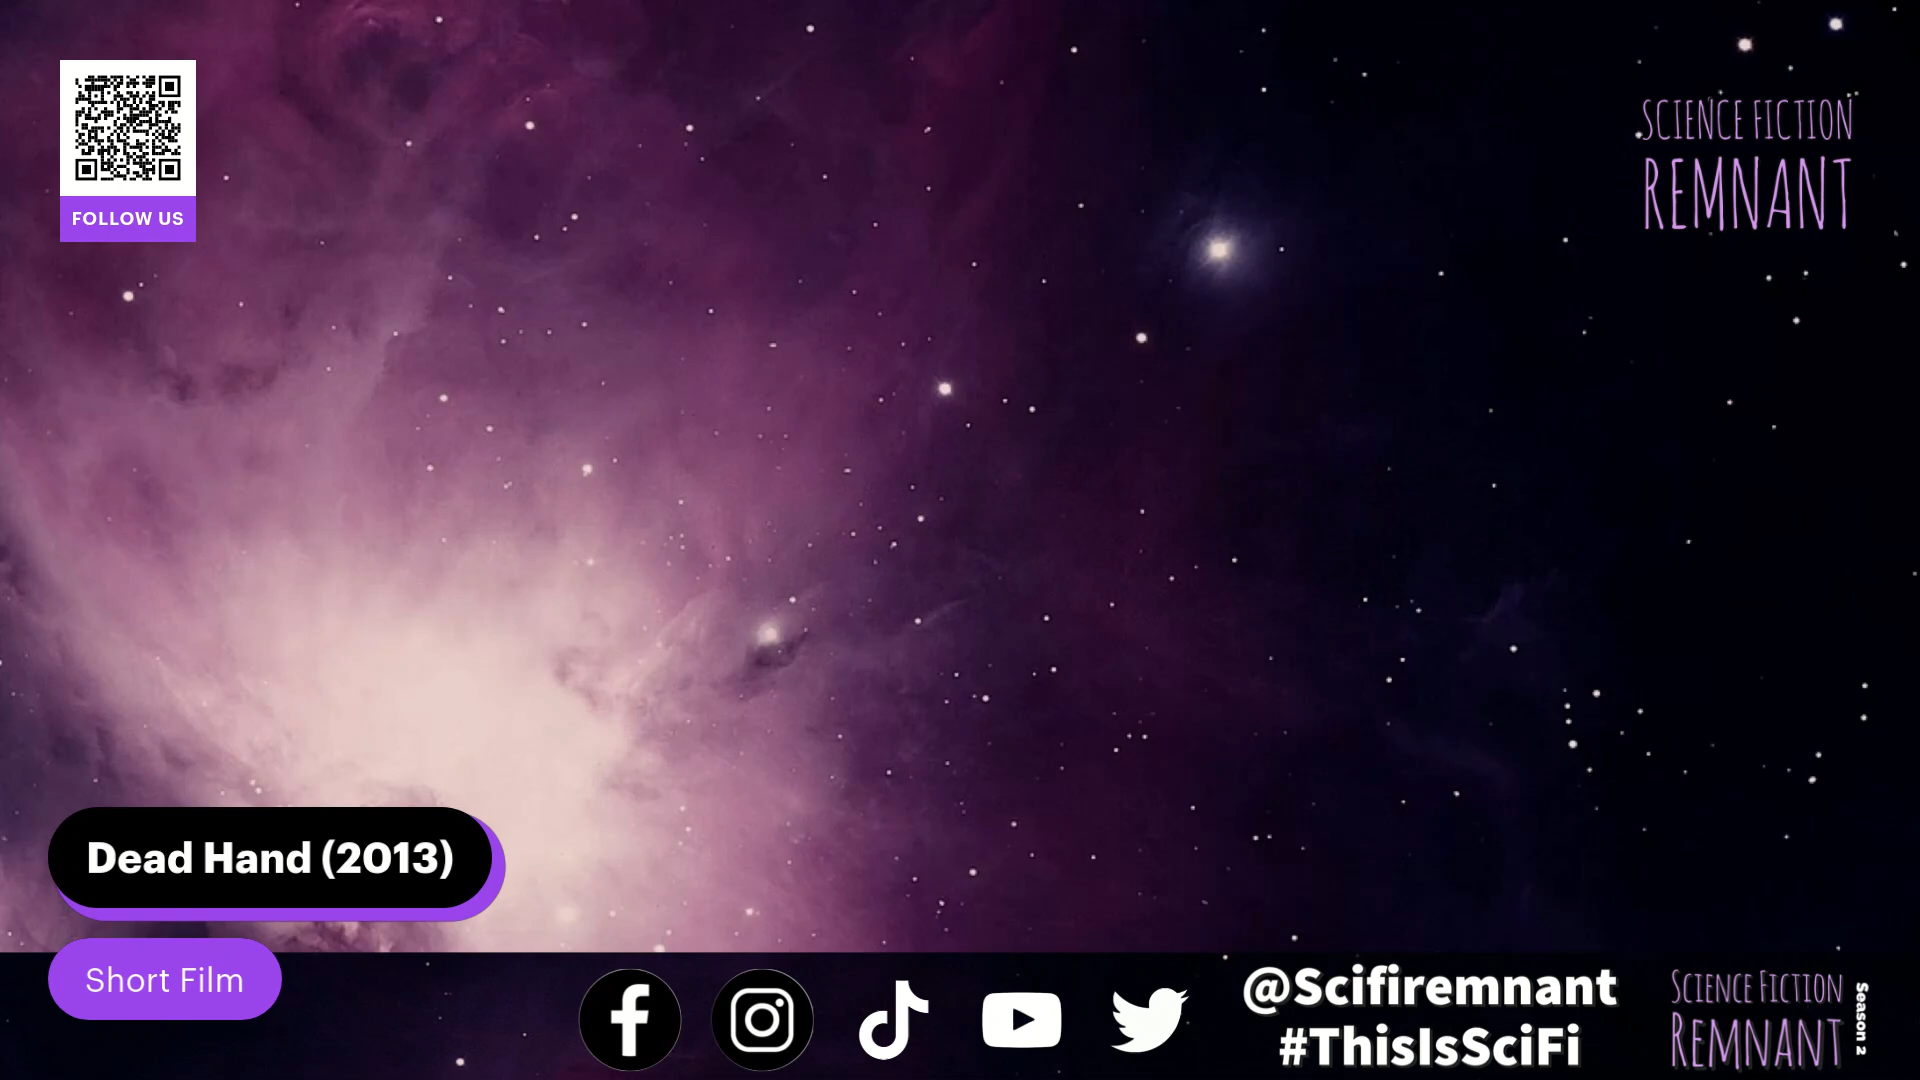 FOLLOW US
SCIENCE FICTION
REMNANT
Dead Hand (2013)
Short Film
@Scifiremnant
#ThisIsSciFi
SCIENCE FICTION
REMNANT
Season 2